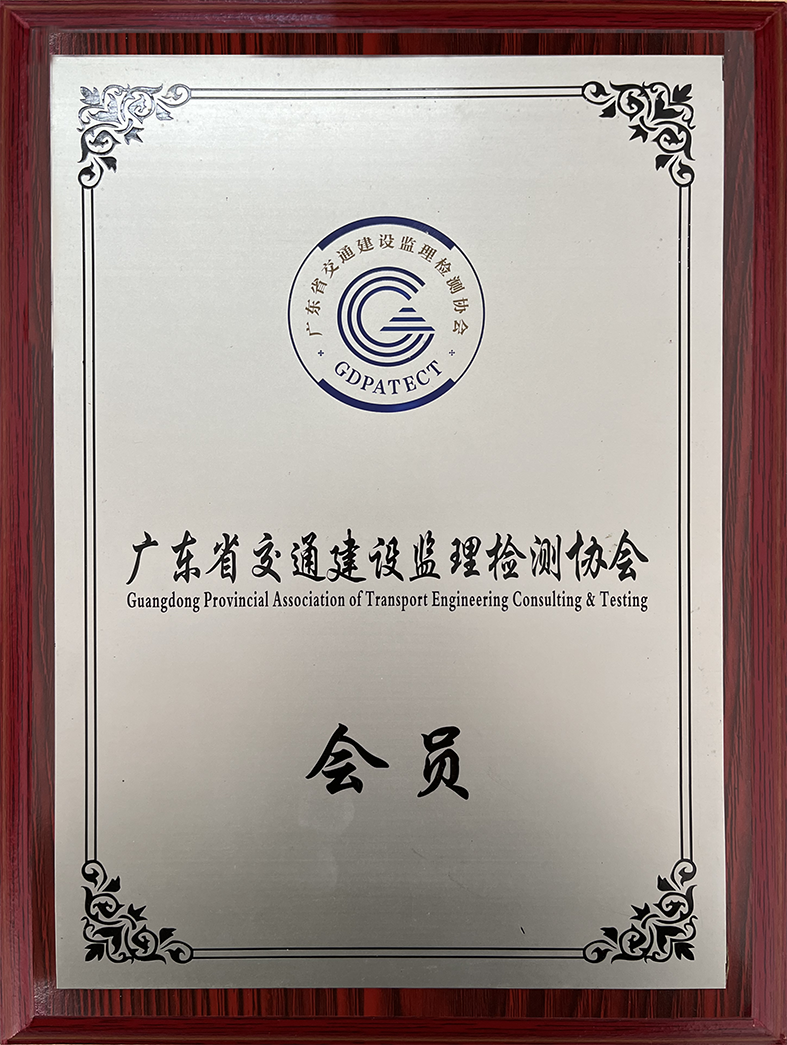 广东省交通建设监理检测协会
GDPATECT
广东省交通建设监理检测协会
Guangdong Provincial Association of Transport Engineering Consulting & Testing
会员